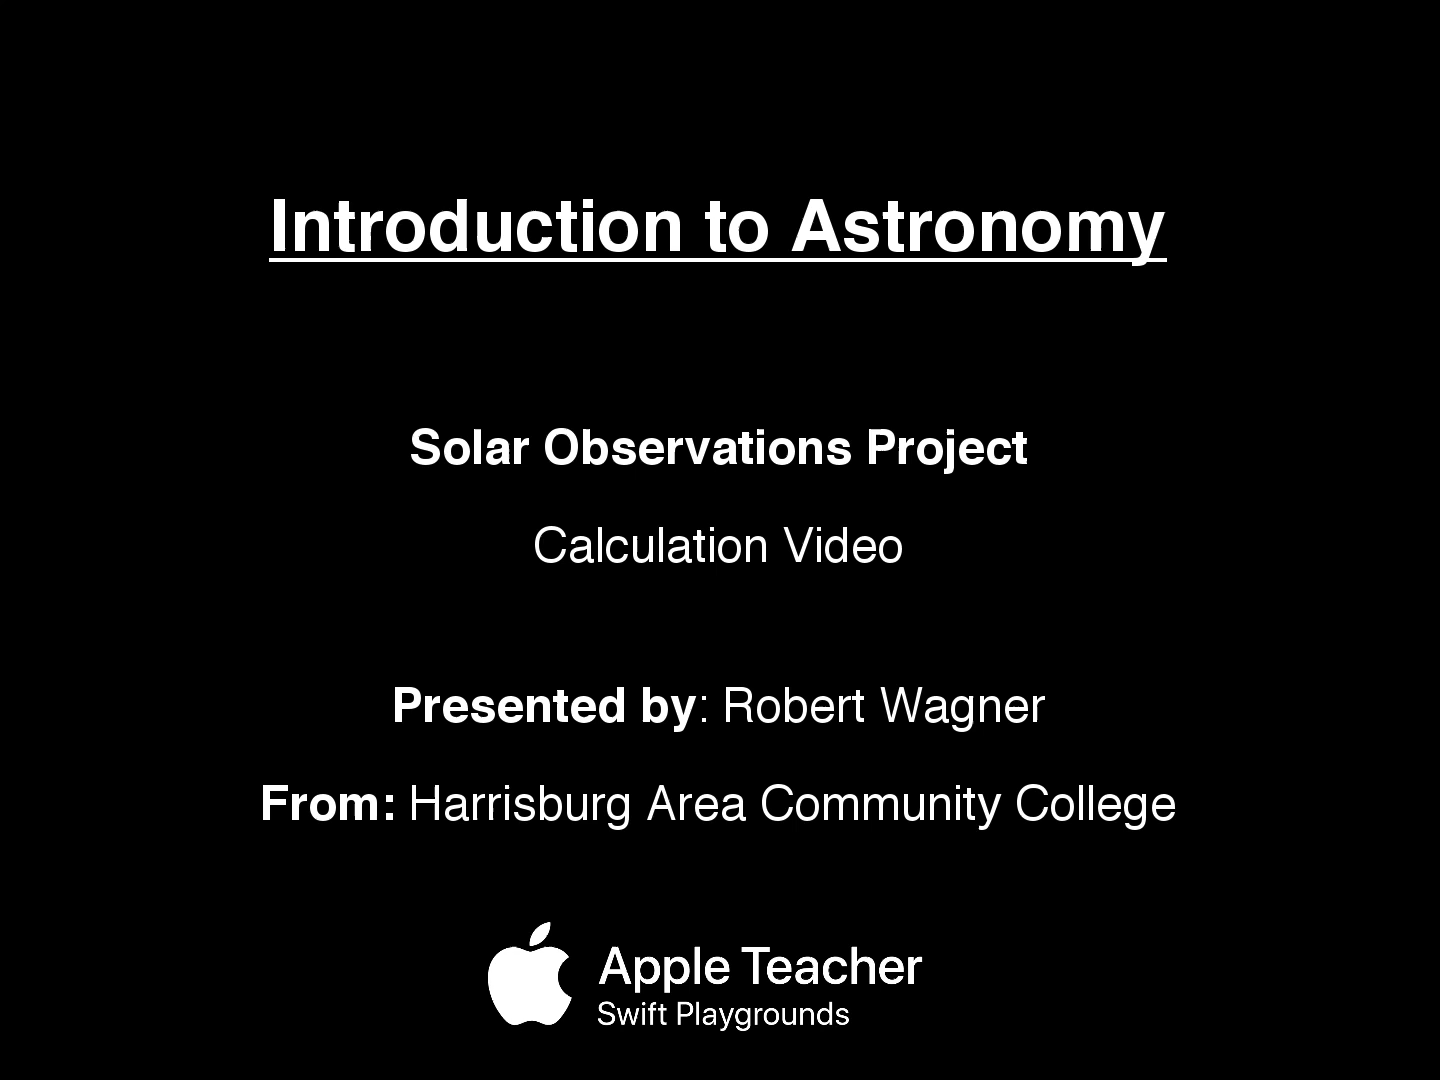 Introduction to Astronomy
Solar Observations Project
Calculation Video
Presented by: Robert Wagner
From: Harrisburg Area Community College
Apple Teacher
Swift Playgrounds